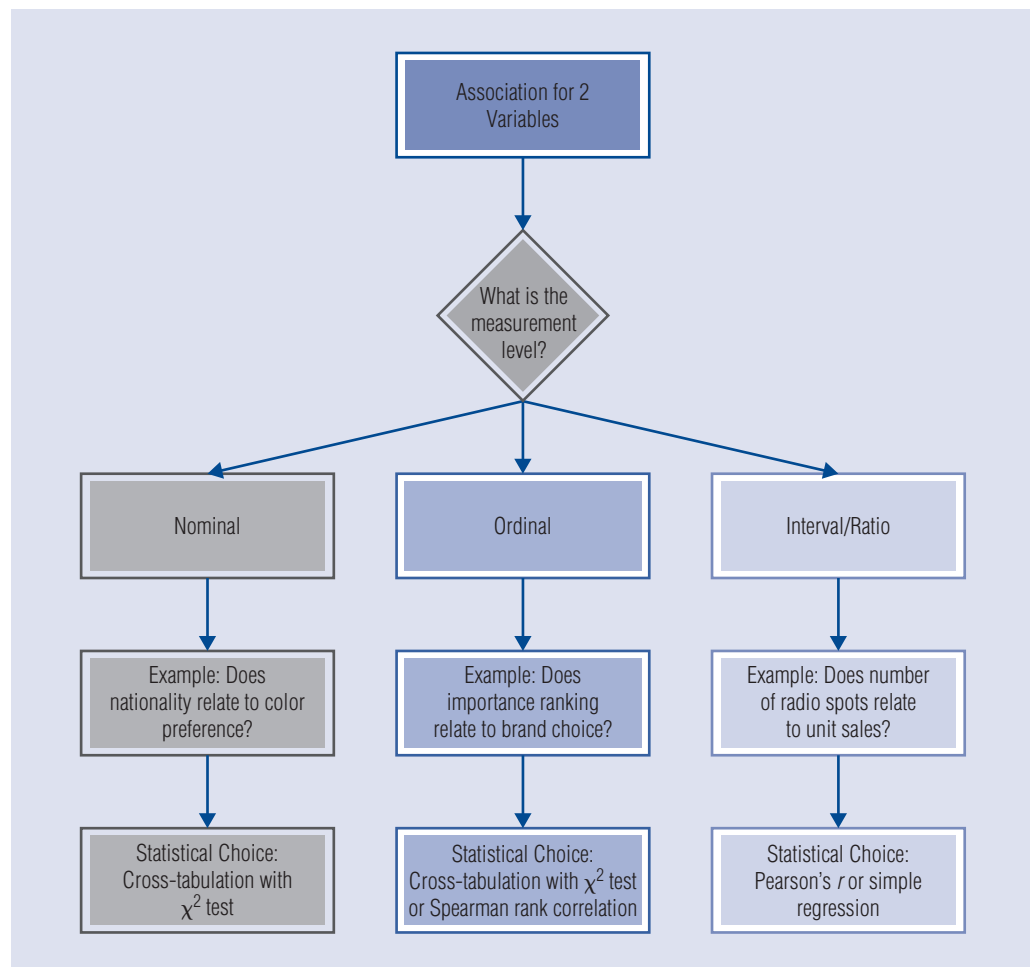 Association for 2
Variables
What is the
measurement
level?
Nominal
Ordinal
Interval/Ratio
Example: Does
nationality relate to color
preference?
Example: Does
importance ranking
relate to brand choice?
Example: Does number
of radio spots relate
to unit sales?
Statistical Choice:
Cross-tabulation with
χ² test
Statistical Choice:
Cross-tabulation with χ² test
or Spearman rank correlation
Statistical Choice:
Pearson’s r or simple
regression